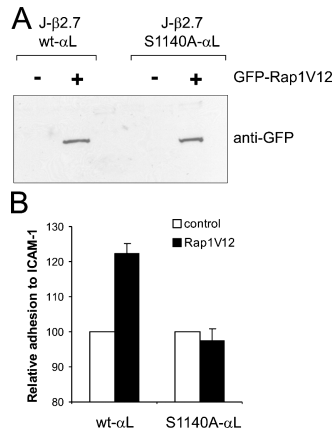 A
J-β2.7 J-β2.7
wt-αL S1140A-αL
- + - + GFP-Rap1V12
anti-GFP
B
control
Rap1V12
Relative adhesion to ICAM-1
130
120
110
100
90
80
wt-αL S1140A-αL